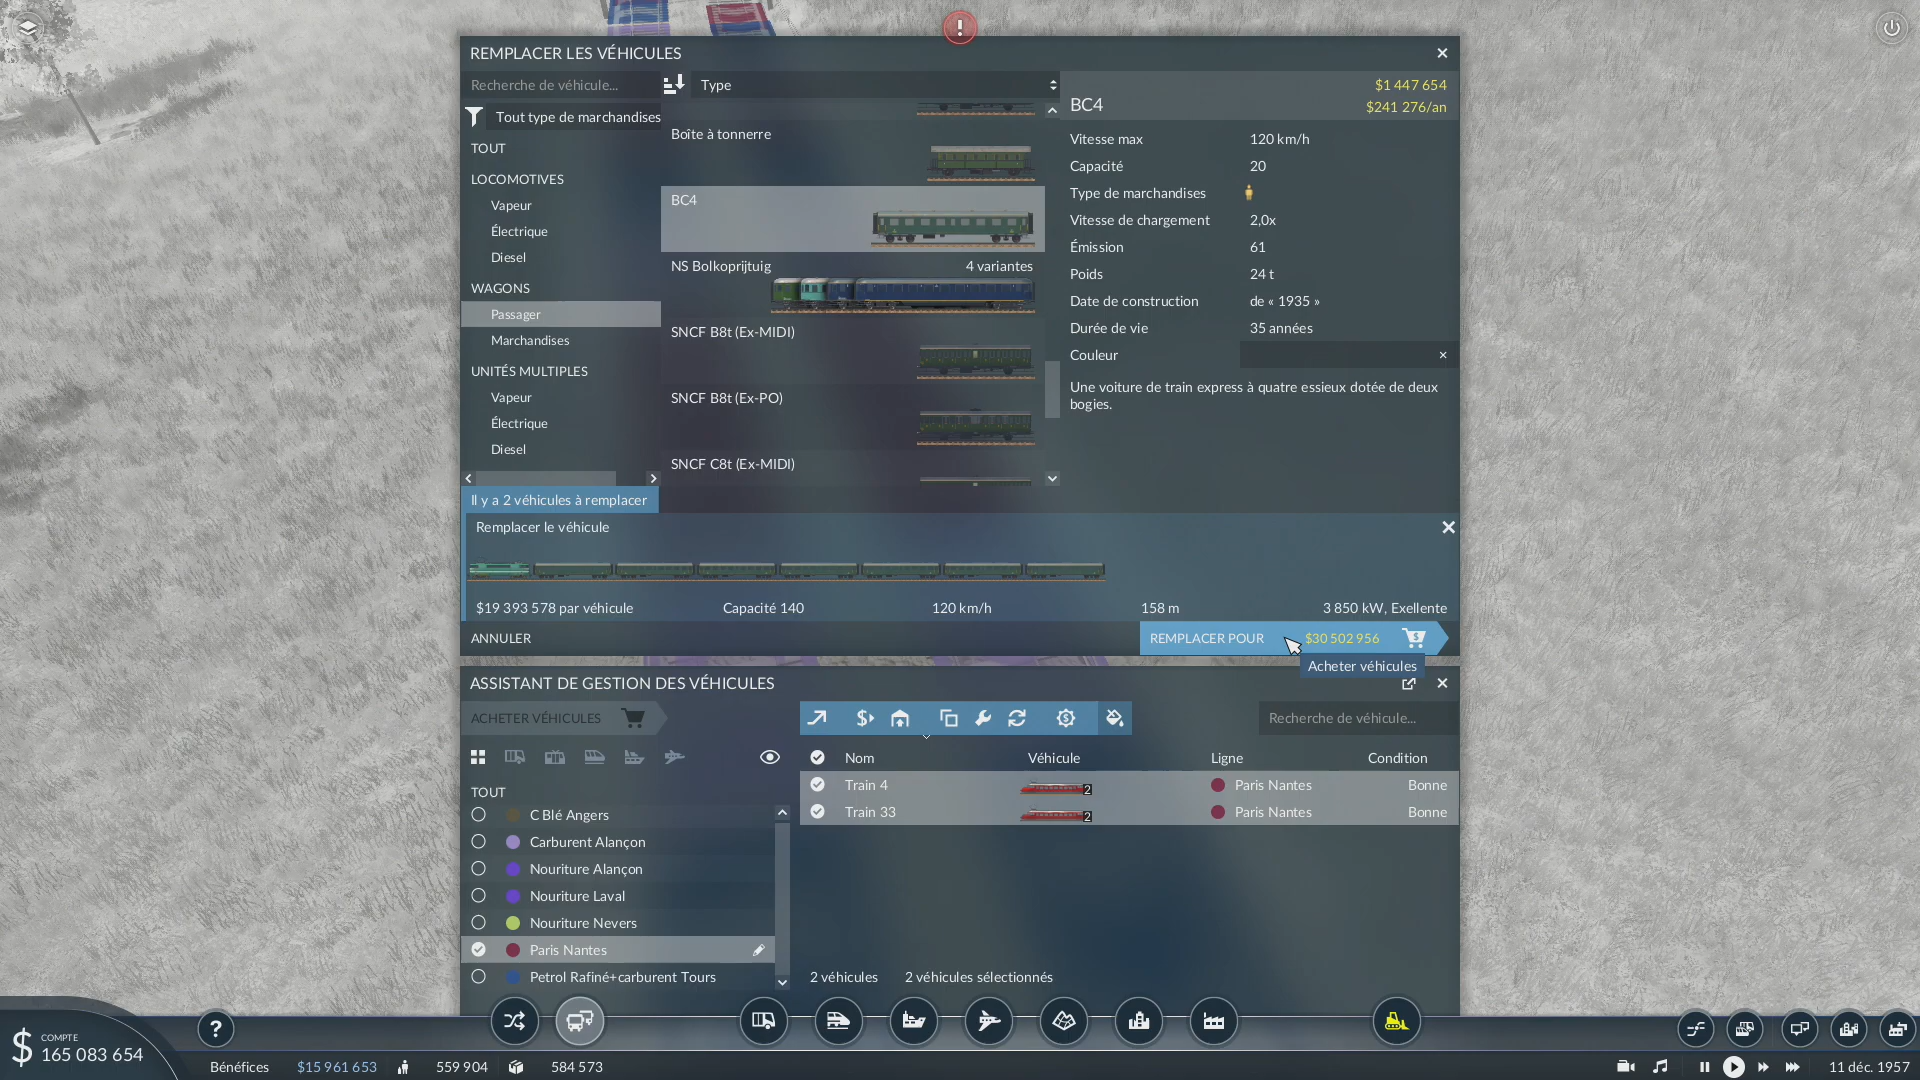 REMPLACER LES VÉHICULES
Recherche de véhicule...
Type
Tout type de marchandises
TOUT
LOCOMOTIVES
Vapeur
Électrique
Diesel
WAGONS
Passager
Marchandises
UNITÉS MULTIPLES
Vapeur
Électrique
Diesel
Boîte à tonnerre
BC4
NS Bolkoprijtuig 4 variantes
SNCF B8t (Ex-MIDI)
SNCF B8t (Ex-PO)
SNCF C8t (Ex-MIDI)
$1 447 654
BC4
$241 276/an
Vitesse max 120 km/h
Capacité 20
Type de marchandises
Vitesse de chargement 2,0x
Émission 61
Poids 24 t
Date de construction de « 1935 »
Durée de vie 35 années
Couleur
Une voiture de train express à quatre essieux dotée de deux
bogies.
Il y a 2 véhicules à remplacer
Remplacer le véhicule
$19 393 578 par véhicule Capacité 140 120 km/h 158 m 3 850 kW, Exellente
ANNULER
REMPLACER POUR $30 502 956
Acheter véhicules
ASSISTANT DE GESTION DES VÉHICULES
ACHETER VÉHICULES
Recherche de véhicule...
TOUT
C Blé Angers
Carburent Alançon
Nouriture Alançon
Nouriture Laval
Nouriture Nevers
Paris Nantes
Petrol Rafiné+carburent Tours
Nom Véhicule Ligne Condition
Train 4 2 Paris Nantes Bonne
Train 33 2 Paris Nantes Bonne
2 véhicules 2 véhicules sélectionnés
?
$ COMPTE
165 083 654
Bénéfices $15 961 653 559 904 584 573
11 déc. 1957